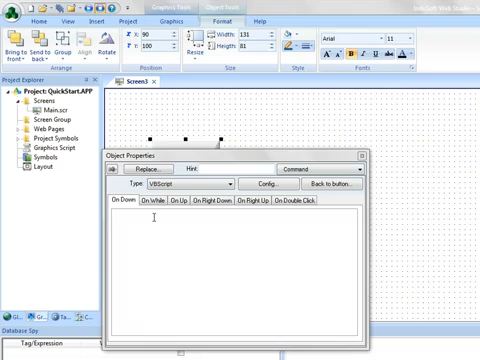 Graphics Tools
Object Tools
InduSoft Web Studio
Home
View
Insert
Project
Graphics
Format
Help
Bring to front
Send to back
Group
Align
Rotate
X: 90
Y: 100
Position
Resize
Width: 131
Height: 81
Size
Style
Arial
11
Fonts
Project Explorer
Project: QuickStart.APP
Screens
Main.scr
Screen Group
Web Pages
Project Symbols
Graphics Script
Symbols
Layout
Screen3
Object Properties
Replace...
Hint:
Command
Type: VBScript
Config...
Back to button...
On Down
On While
On Up
On Right Down
On Right Up
On Double Click
Gl...
Gr...
Ta...
C...
Database Spy
Tag/Expression